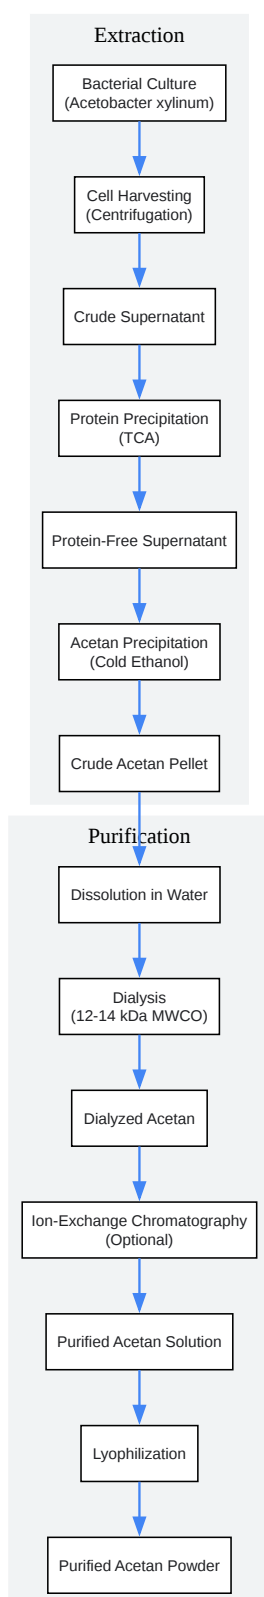 Extraction
Bacterial Culture
(Acetobacter xylinum)
Cell Harvesting
(Centrifugation)
Crude Supernatant
Protein Precipitation
(TCA)
Protein-Free Supernatant
Acetan Precipitation
(Cold Ethanol)
Crude Acetan Pellet
Purification
Dissolution in Water
Dialysis
(12-14 kDa MWCO)
Dialyzed Acetan
Ion-Exchange Chromatography
(Optional)
Purified Acetan Solution
Lyophilization
Purified Acetan Powder